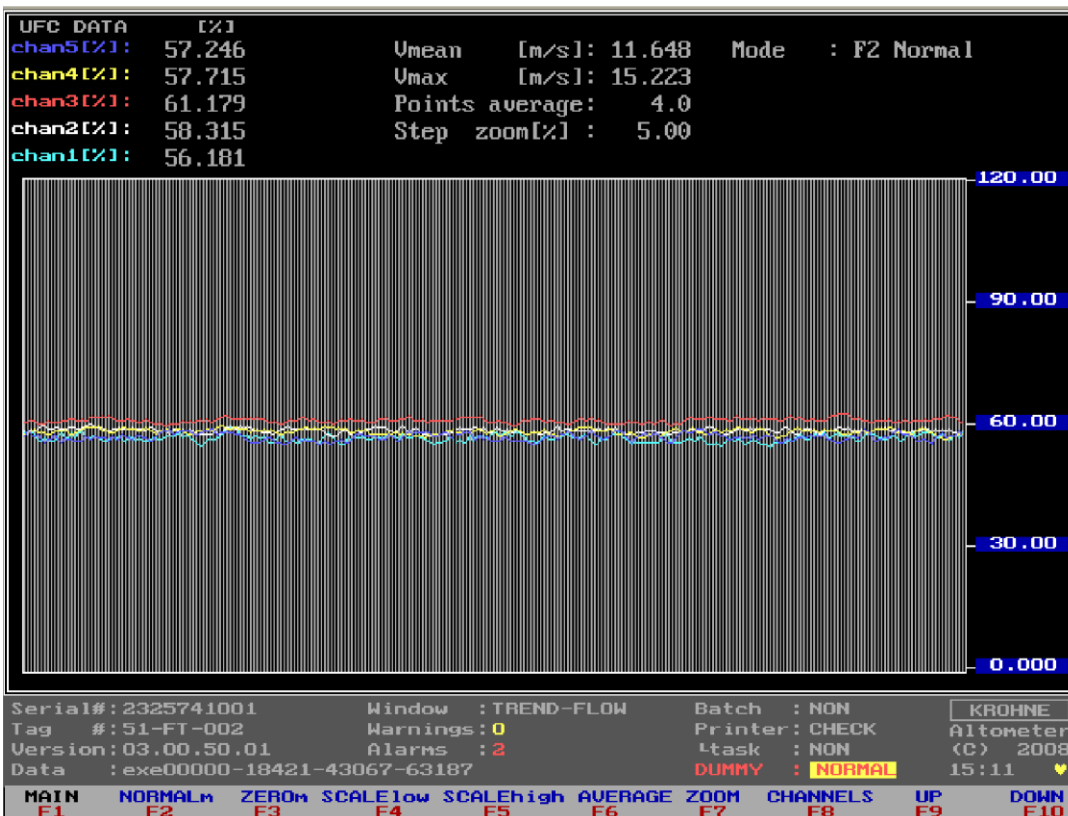 UFC DATA [%]
chan5[%]: 57.246 Vmean [m/s]: 11.648 Mode : F2 Normal
chan4[%]: 57.715 Vmax [m/s]: 15.223
chan3[%]: 61.179 Points average: 4.0
chan2[%]: 58.315 Step zoom[%] : 5.00
chan1[%]: 56.181
120.00
90.00
60.00
30.00
0.000
Serial#:2325741001 Window :TREND-FLOW Batch :NON KROHNE
Tag #:51-FT-002 Warnings:0 Printer:CHECK Altometer
Version:03.00.50.01 Alarms :2 └task :NON (C) 2008
Data :exe00000-18421-43067-63187 DUMMY : NORMAL 15:11 ♥
MAIN NORMALm ZEROm SCALElow SCALEhigh AVERAGE ZOOM CHANNELS UP DOWN
F1 F2 F3 F4 F5 F6 F7 F8 F9 F10